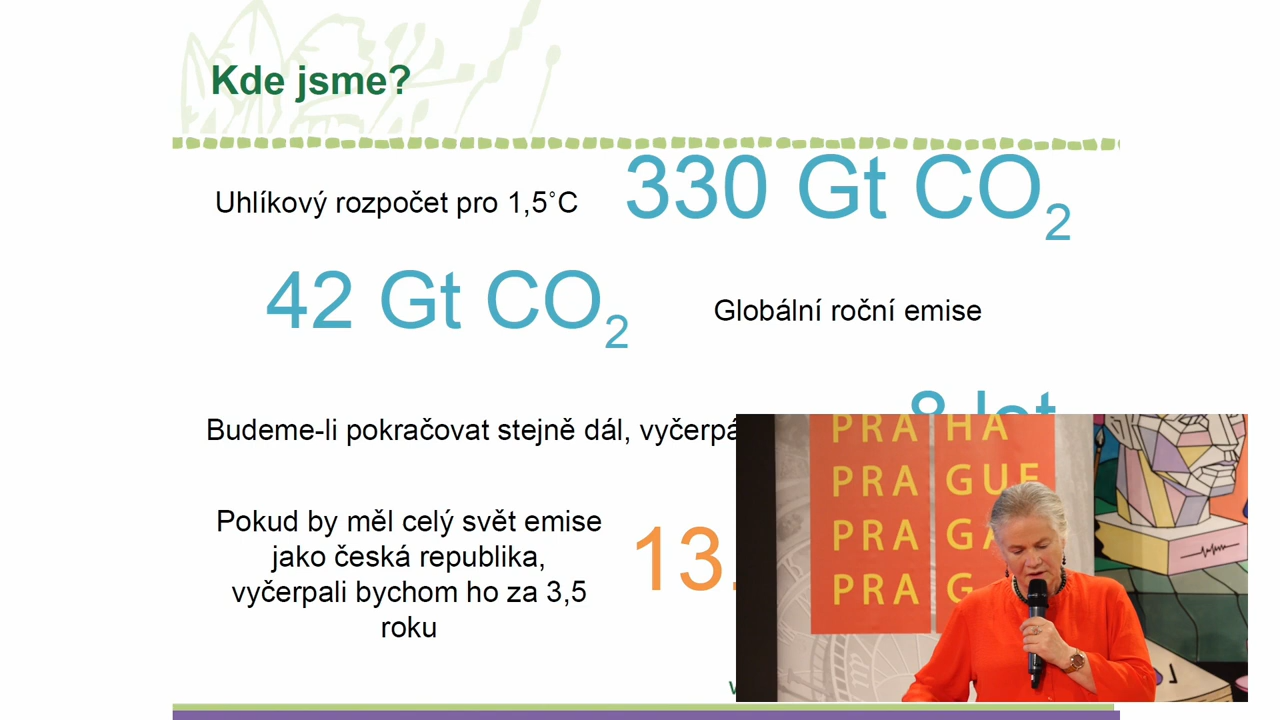 Kde jsme?
Uhlíkový rozpočet pro 1,5°C
330 Gt CO₂
42 Gt CO₂
Globální roční emise
Budeme-li pokračovat stejně dál,
8 let
Pokud by měl celý svět emise
jako česká republika,
vyčerpali bychom ho za 3,5
roku
PRA HA
PRA GUE
PRA
PRA G